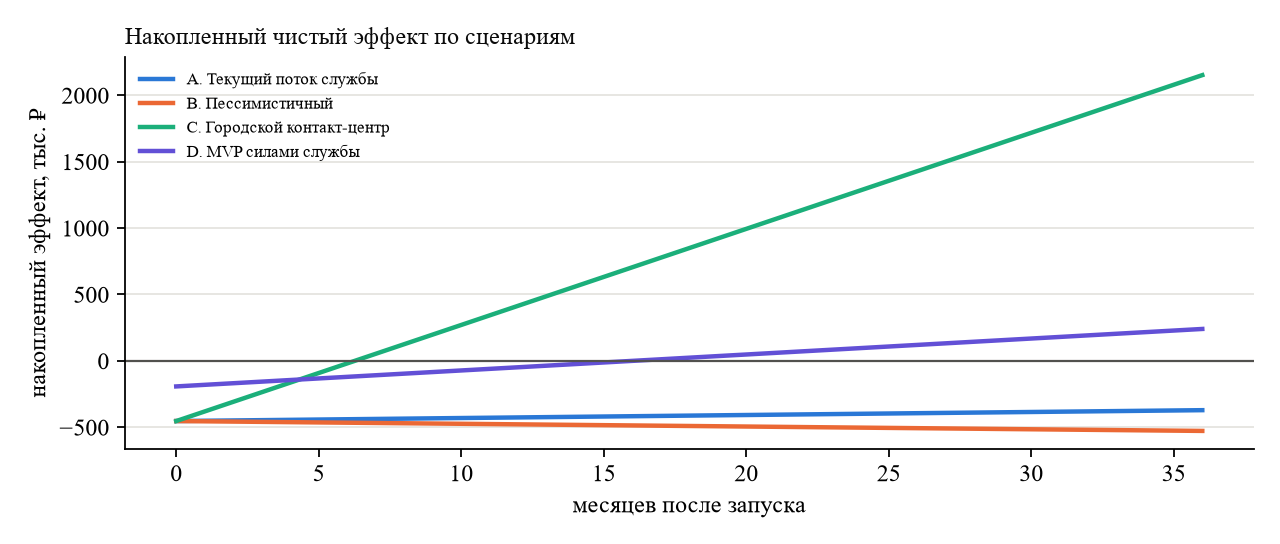 Накопленный чистый эффект по сценариям
A. Текущий поток службы
B. Пессимистичный
C. Городской контакт-центр
D. MVP силами службы
накопленный эффект, тыс. ₽
2000
1500
1000
500
0
−500
0 5 10 15 20 25 30 35
месяцев после запуска